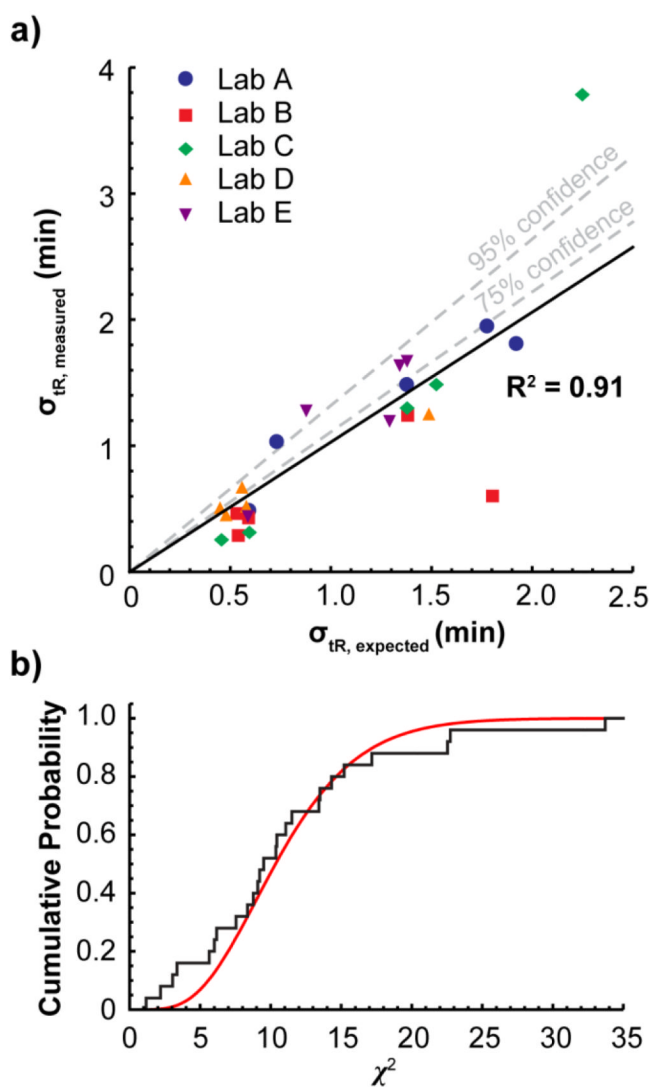 a)
4
3
2
1
0
Lab A
Lab B
Lab C
Lab D
Lab E
95% confidence
75% confidence
R² = 0.91
σtR, measured (min)
0 0.5 1.0 1.5 2.0 2.5
σtR, expected (min)
b)
1.0
0.8
0.6
0.4
0.2
0
Cumulative Probability
0 5 10 15 20 25 30 35
χ²